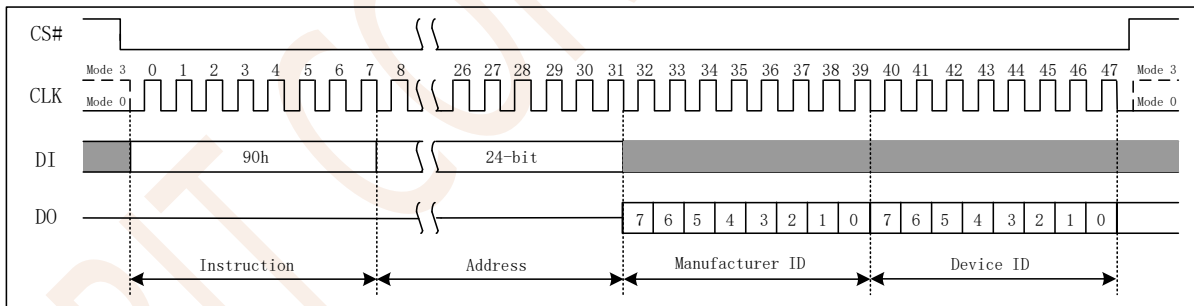 CS#
Mode 3 0 1 2 3 4 5 6 7 8 26 27 28 29 30 31 32 33 34 35 36 37 38 39 40 41 42 43 44 45 46 47 Mode 3
CLK
Mode 0 Mode 0
DI 90h 24-bit
DO 7 6 5 4 3 2 1 0 7 6 5 4 3 2 1 0
Instruction Address Manufacturer ID Device ID